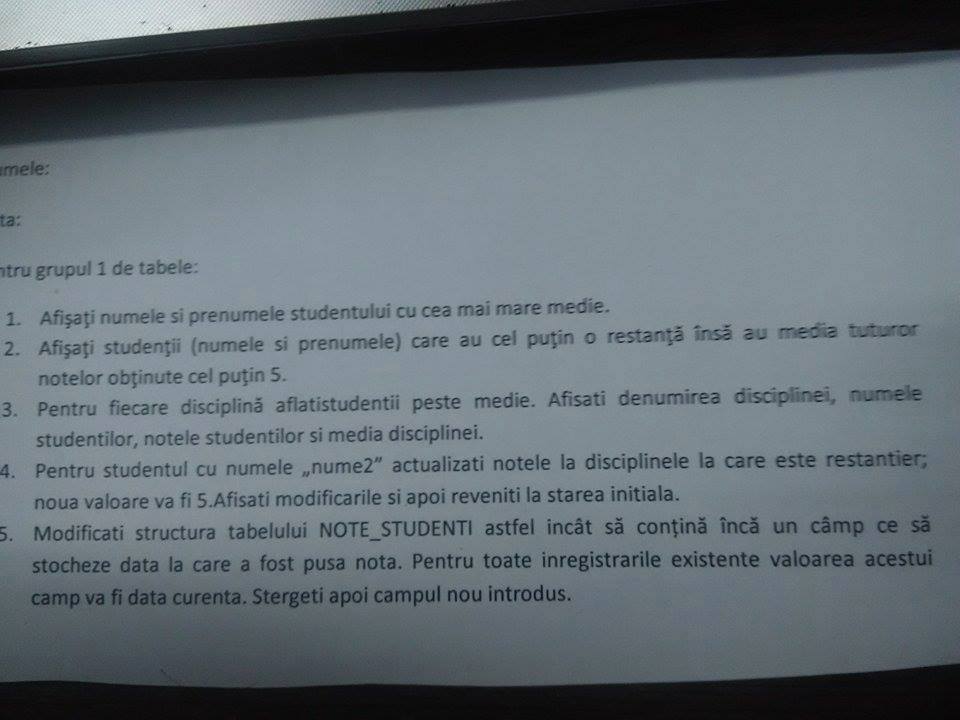 umele:
ta:
ntru grupul 1 de tabele:
1. Afişaţi numele si prenumele studentului cu cea mai mare medie.
2. Afişaţi studenţii (numele si prenumele) care au cel puţin o restanţă însă au media tuturor
notelor obţinute cel puţin 5.
3. Pentru fiecare disciplină aflatistudentii peste medie. Afisati denumirea disciplinei, numele
studentilor, notele studentilor si media disciplinei.
4. Pentru studentul cu numele „nume2” actualizati notele la disciplinele la care este restantier;
noua valoare va fi 5.Afisati modificarile si apoi reveniti la starea initiala.
5. Modificati structura tabelului NOTE_STUDENTI astfel incât să conţină încă un câmp ce să
stocheze data la care a fost pusa nota. Pentru toate inregistrarile existente valoarea acestui
camp va fi data curenta. Stergeti apoi campul nou introdus.